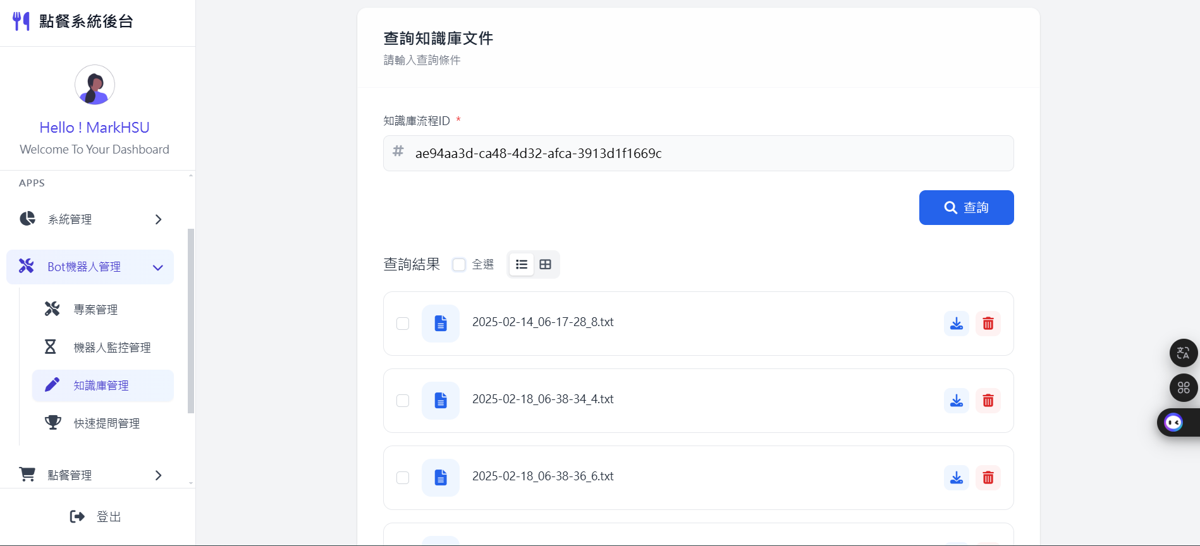 點餐系統後台
Hello ! MarkHSU
Welcome To Your Dashboard
APPS
系統管理
Bot機器人管理
專案管理
機器人監控管理
知識庫管理
快速提問管理
點餐管理
登出
查詢知識庫文件
請輸入查詢條件
知識庫流程ID *
# ae94aa3d-ca48-4d32-afca-3913d1f1669c
查詢
查詢結果 全選
2025-02-14_06-17-28_8.txt
2025-02-18_06-38-34_4.txt
2025-02-18_06-38-36_6.txt